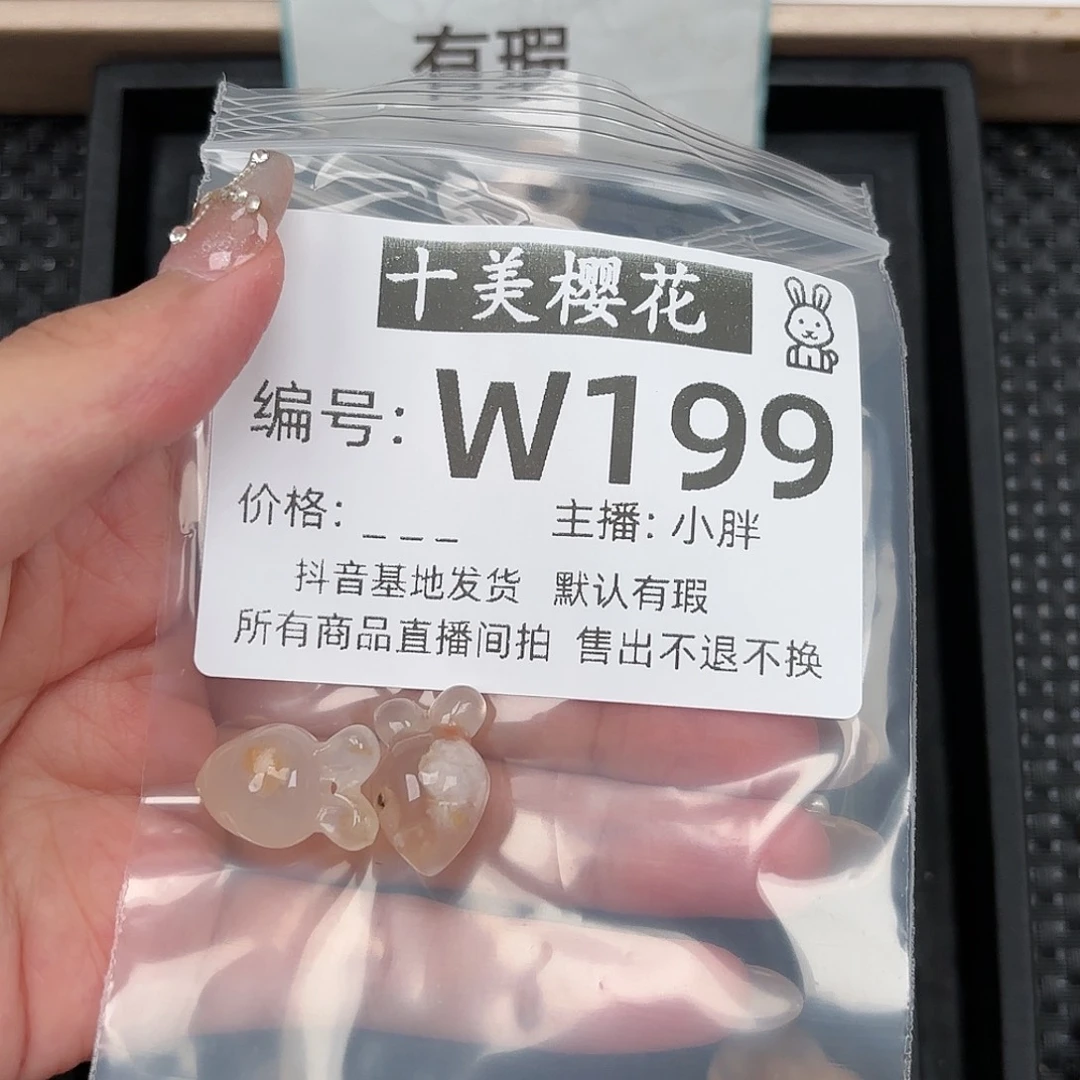 有瑕
十美樱花
编号: W199
价格: _ _ _ 主播: 小胖
抖音基地发货 默认有瑕
所有商品直播间拍 售出不退不换